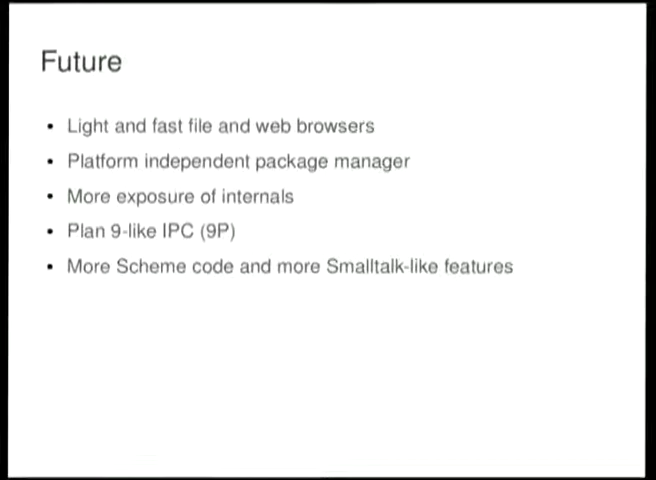 Future
• Light and fast file and web browsers
• Platform independent package manager
• More exposure of internals
• Plan 9-like IPC (9P)
• More Scheme code and more Smalltalk-like features